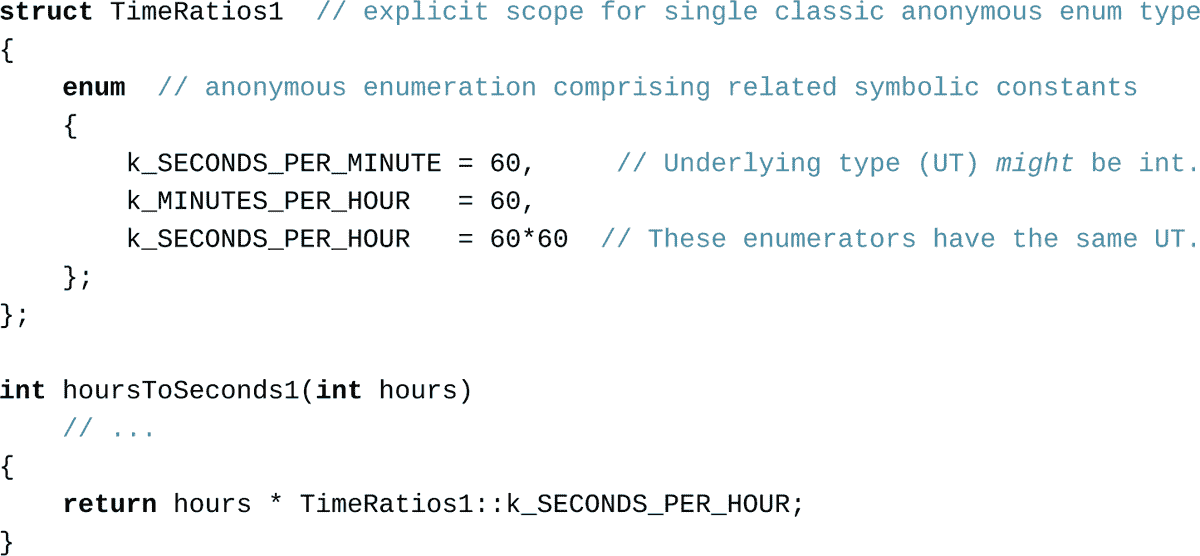 struct TimeRatios1  // explicit scope for single classic anonymous enum type
{
    enum  // anonymous enumeration comprising related symbolic constants
    {
        k_SECONDS_PER_MINUTE = 60,     // Underlying type (UT) might be int.
        k_MINUTES_PER_HOUR   = 60,
        k_SECONDS_PER_HOUR   = 60*60  // These enumerators have the same UT.
    };
};

int hoursToSeconds1(int hours)
    // ...
{
    return hours * TimeRatios1::k_SECONDS_PER_HOUR;
}